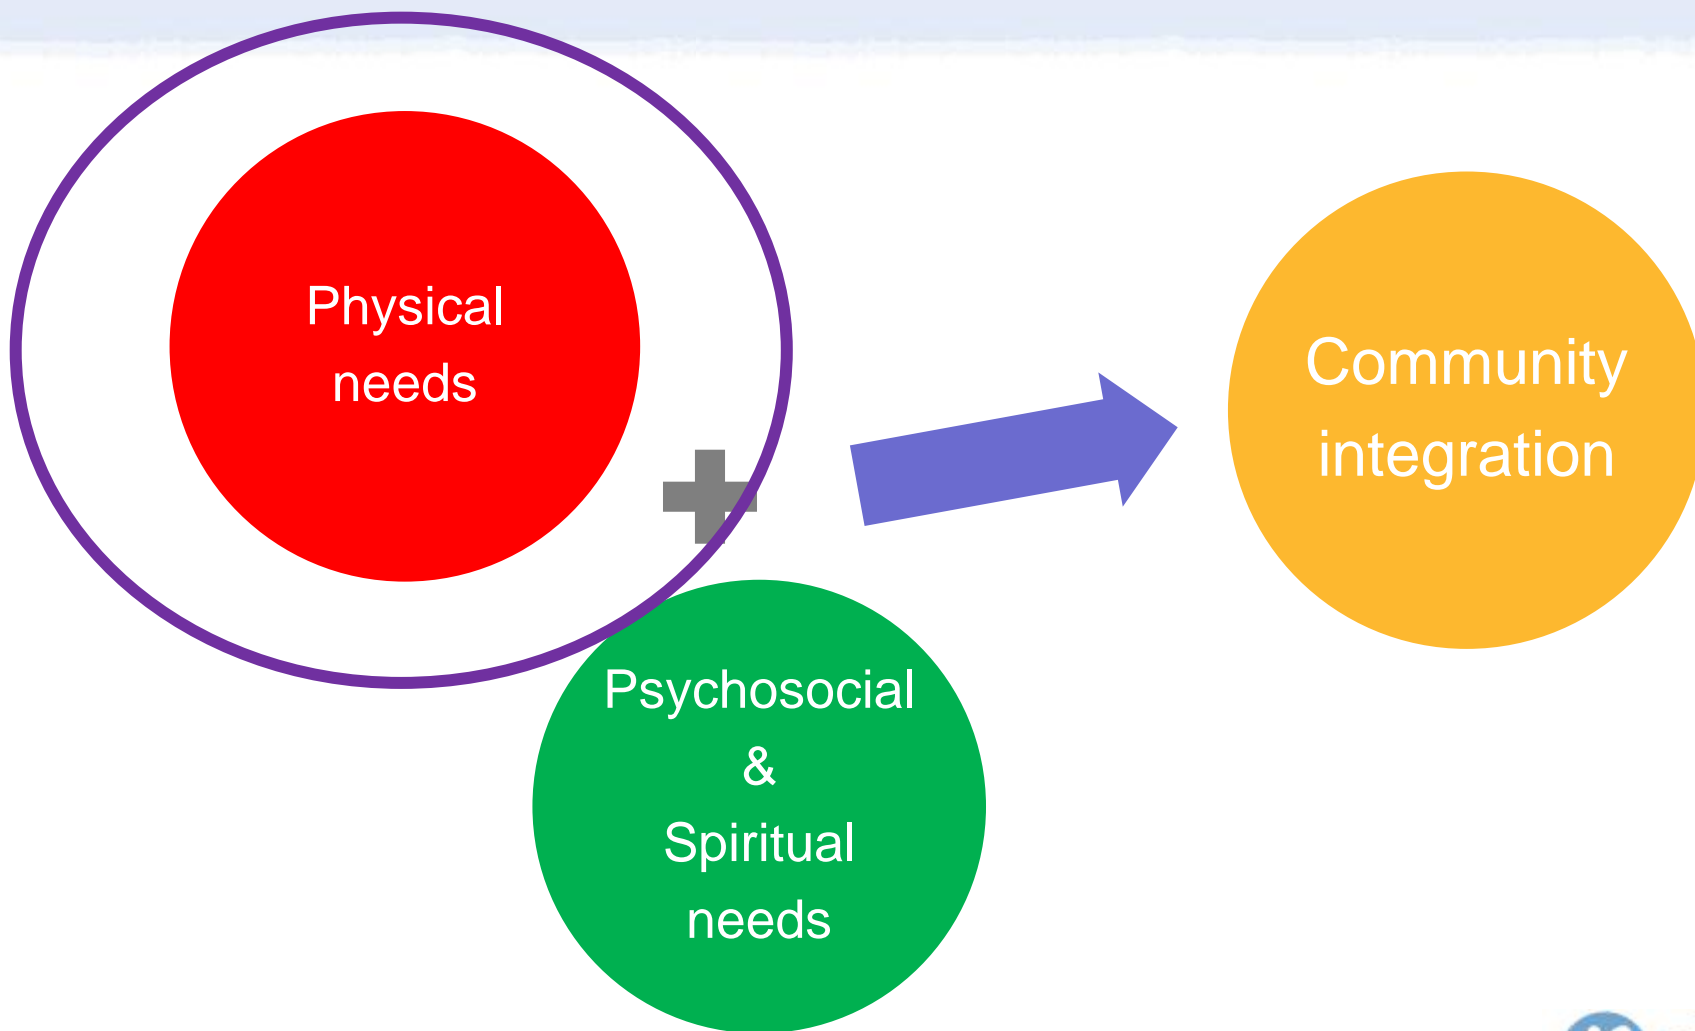 Physical
needs
Psychosocial
&
Spiritual
needs
Community
integration